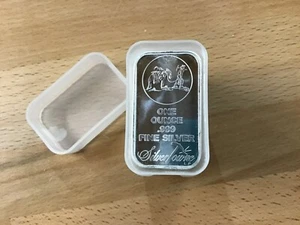 ONE
OUNCE
.999
FINE SILVER
Silvertowne